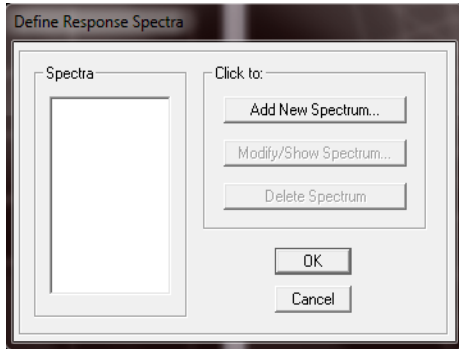 Define Response Spectra
Spectra
Click to:
Add New Spectrum...
Modify/Show Spectrum...
Delete Spectrum
OK
Cancel